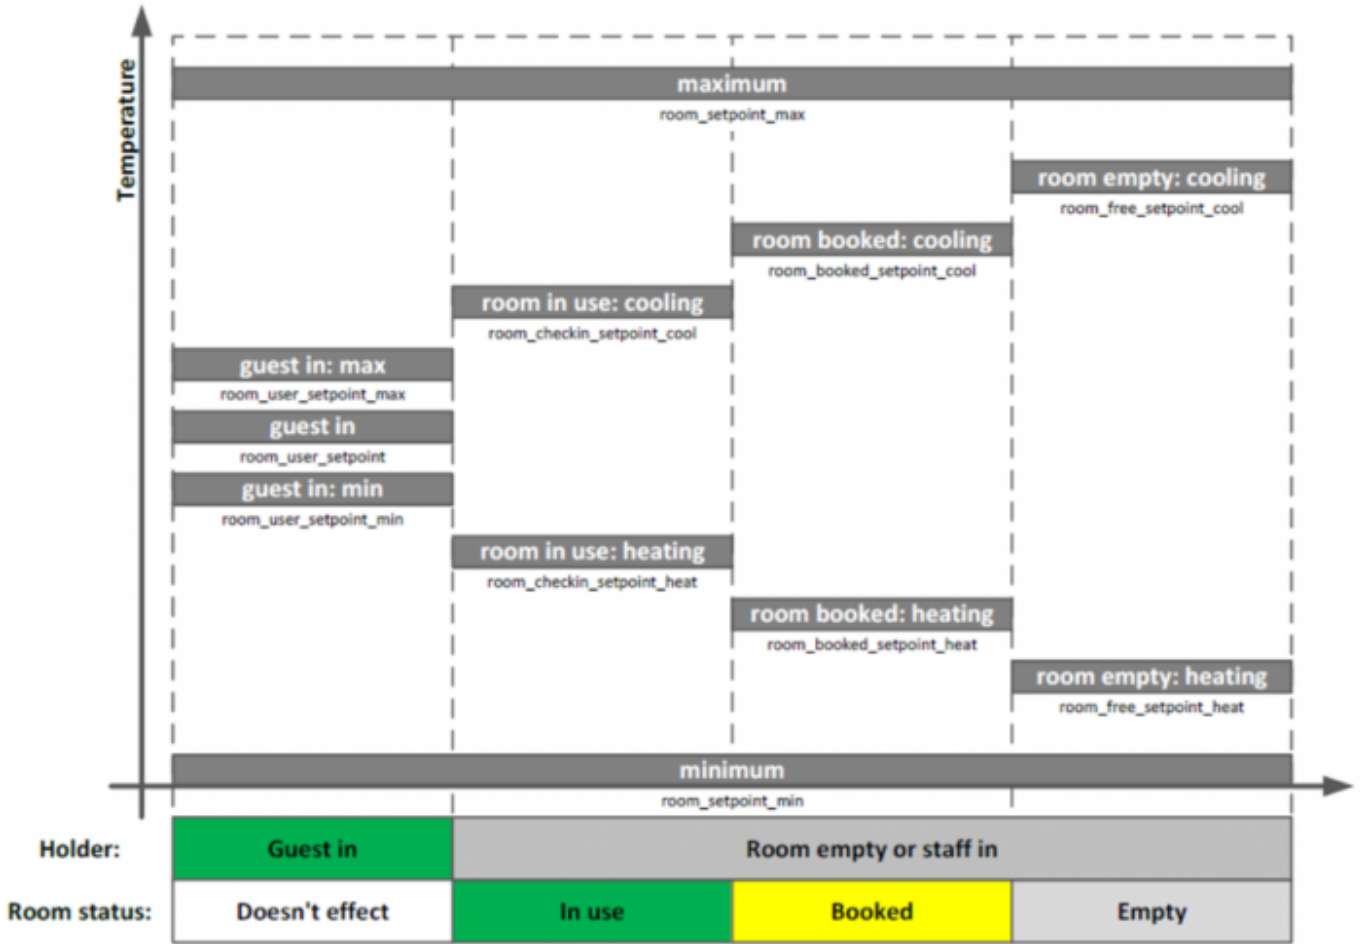 Temperature
maximum
room_setpoint_max
room empty: cooling
room_free_setpoint_cool
room booked: cooling
room_booked_setpoint_cool
room in use: cooling
room_checkin_setpoint_cool
guest in: max
room_user_setpoint_max
guest in
room_user_setpoint
guest in: min
room_user_setpoint_min
room in use: heating
room_checkin_setpoint_heat
room booked: heating
room_booked_setpoint_heat
room empty: heating
room_free_setpoint_heat
minimum
room_setpoint_min
Holder: Guest in Room empty or staff in
Room status: Doesn't effect In use Booked Empty